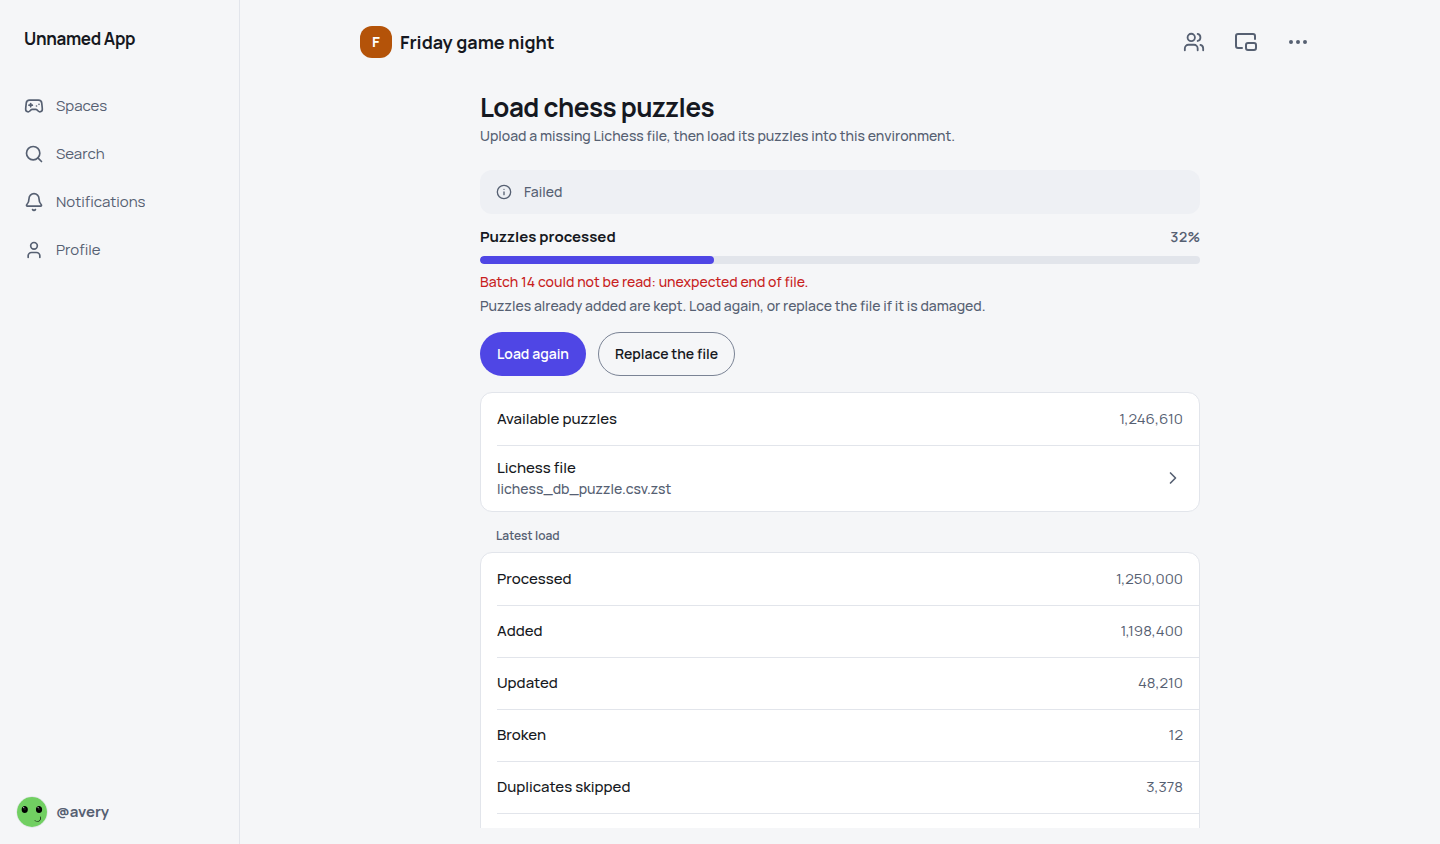 Unnamed App
Spaces
Search
Notifications
Profile
@avery
F
Friday game night
Load chess puzzles
Upload a missing Lichess file, then load its puzzles into this environment.
Failed
Puzzles processed
32%
Batch 14 could not be read: unexpected end of file.
Puzzles already added are kept. Load again, or replace the file if it is damaged.
Load again
Replace the file
Available puzzles
1,246,610
Lichess file
lichess_db_puzzle.csv.zst
Latest load
Processed
1,250,000
Added
1,198,400
Updated
48,210
Broken
12
Duplicates skipped
3,378